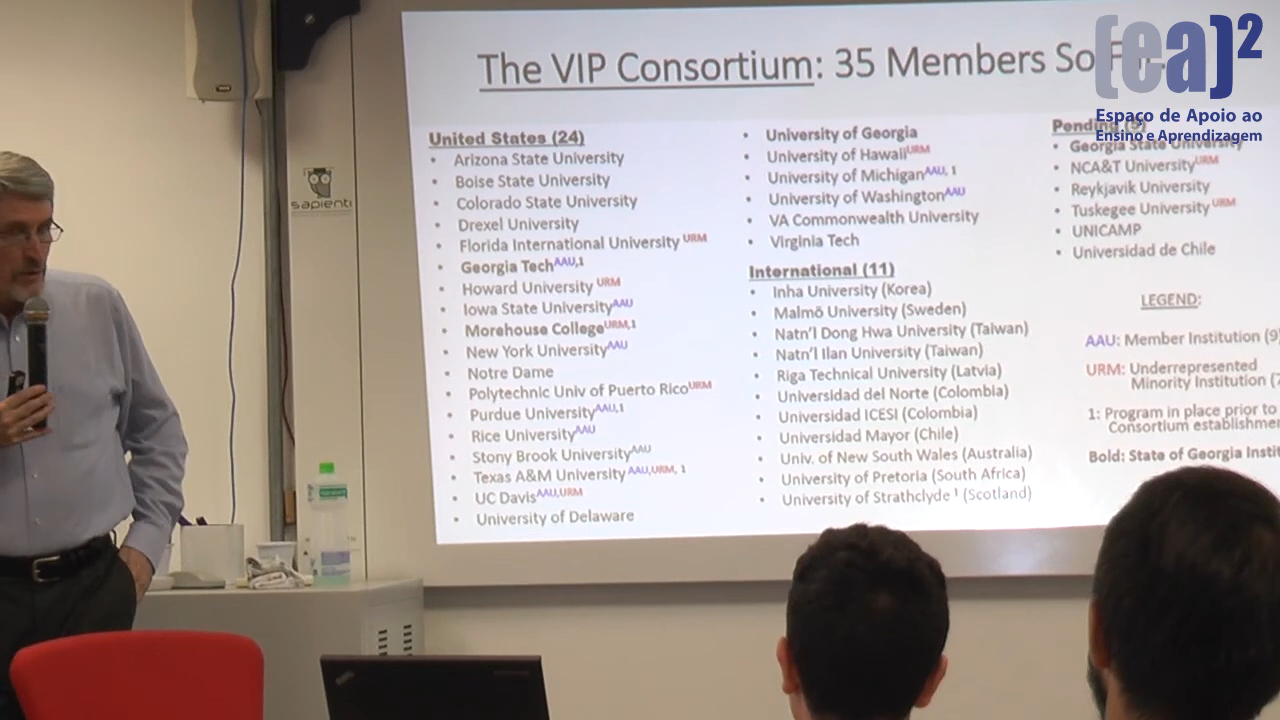 The VIP Consortium: 35 Members So
(ea)²
Espaço de Apoio ao
Ensino e Aprendizagem
sapienti
United States (24)
• Arizona State University
• Boise State University
• Colorado State University
• Drexel University
• Florida International University URM
• Georgia Tech AAU,1
• Howard University URM
• Iowa State University AAU
• Morehouse College URM,1
• New York University AAU
• Notre Dame
• Polytechnic Univ of Puerto Rico URM
• Purdue University AAU,1
• Rice University AAU
• Stony Brook University AAU
• Texas A&M University AAU,URM, 1
• UC Davis AAU,URM
• University of Delaware
• University of Georgia
• University of Hawaii URM
• University of Michigan AAU, 1
• University of Washington AAU
• VA Commonwealth University
• Virginia Tech
International (11)
• Inha University (Korea)
• Malmö University (Sweden)
• Natn'l Dong Hwa University (Taiwan)
• Natn'l Ilan University (Taiwan)
• Riga Technical University (Latvia)
• Universidad del Norte (Colombia)
• Universidad ICESI (Colombia)
• Universidad Mayor (Chile)
• Univ. of New South Wales (Australia)
• University of Pretoria (South Africa)
• University of Strathclyde 1 (Scotland)
Pending
• Georgia State University
• NCA&T University URM
• Reykjavik University
• Tuskegee University URM
• UNICAMP
• Universidad de Chile
LEGEND:
AAU: Member Institution (9
URM: Underrepresented
Minority Institution (7
1: Program in place prior to
Consortium establishme
Bold: State of Georgia Instit